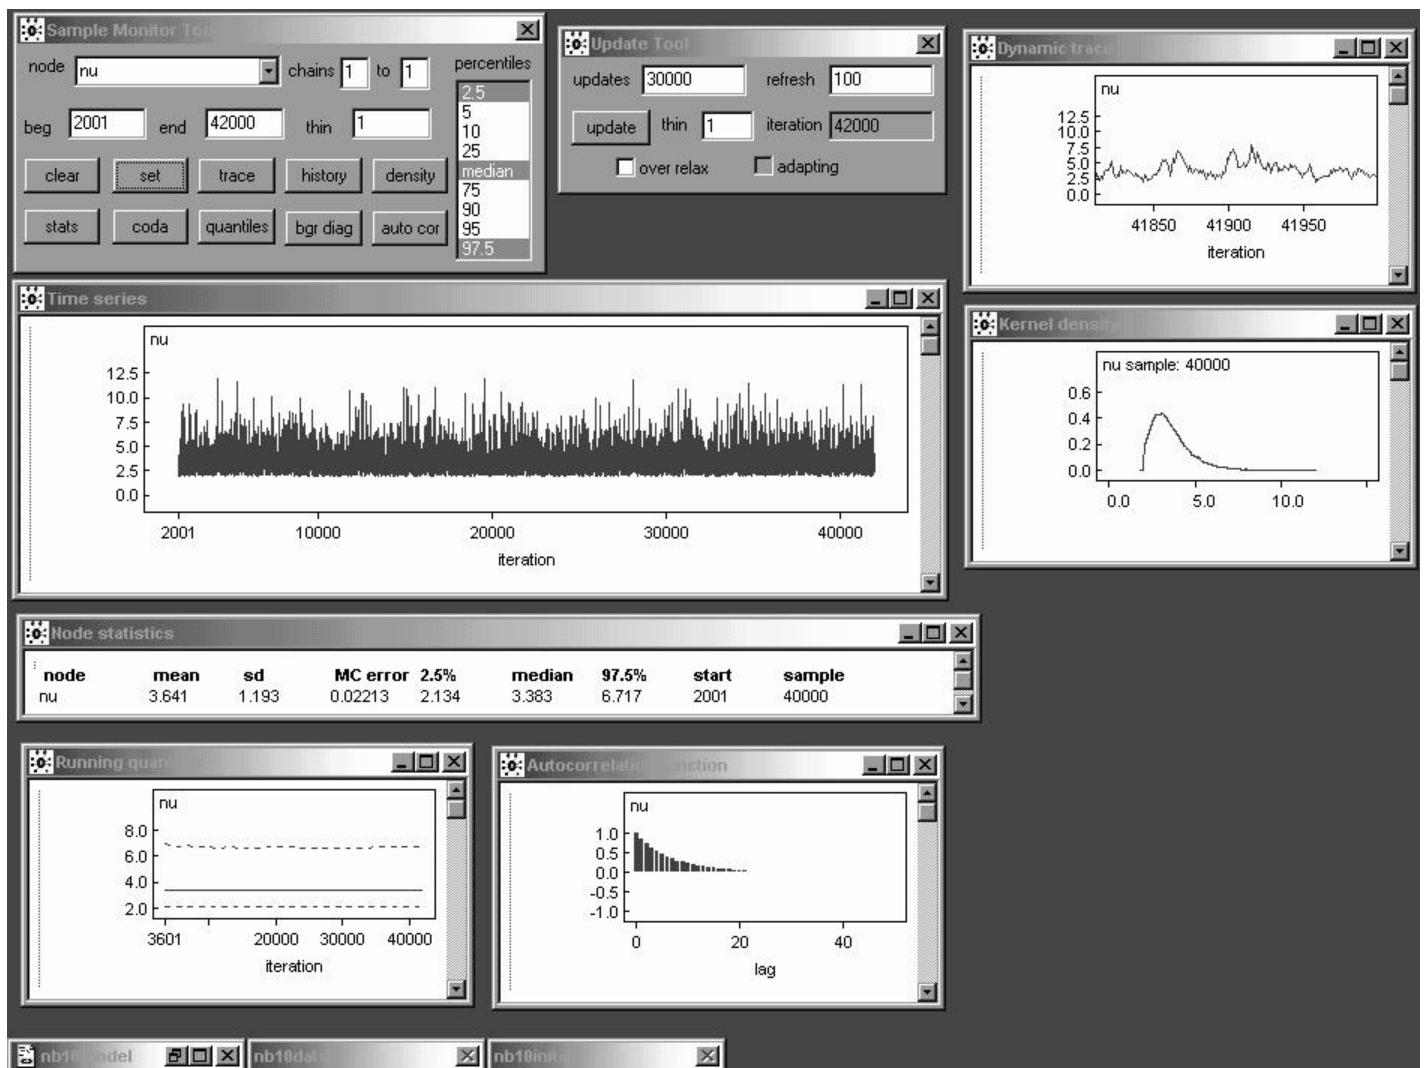 Sample Monitor Tool
node nu chains 1 to 1 percentiles
2.5
5
10
25
median
75
90
95
97.5
beg 2001 end 42000 thin 1
clear set trace history density
stats coda quantiles bgr diag auto cor
Update Tool
updates 30000 refresh 100
update thin 1 iteration 42000
over relax adapting
Dynamic trace
nu
12.5
10.0
7.5
5.0
2.5
0.0
41850 41900 41950
iteration
Time series
nu
12.5
10.0
7.5
5.0
2.5
0.0
2001 10000 20000 30000 40000
iteration
Kernel density
nu sample: 40000
0.6
0.4
0.2
0.0
0.0 5.0 10.0
Node statistics
node mean sd MC error 2.5% median 97.5% start sample
nu 3.641 1.193 0.02213 2.134 3.383 6.717 2001 40000
Running quan
nu
8.0
6.0
4.0
2.0
3601 20000 30000 40000
iteration
Autocorrelation function
nu
1.0
0.5
0.0
-0.5
-1.0
0 20 40
lag
nb10model nb10dat nb10init